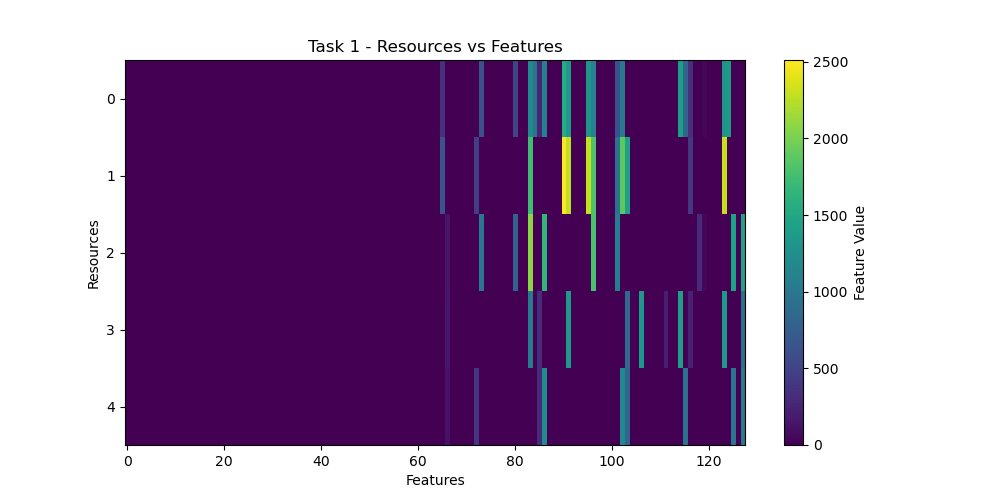 Task 1 - Resources vs Features
Resources
0
1
2
3
4
0 20 40 60 80 100 120
Features
2500
2000
1500
1000
500
0
Feature Value